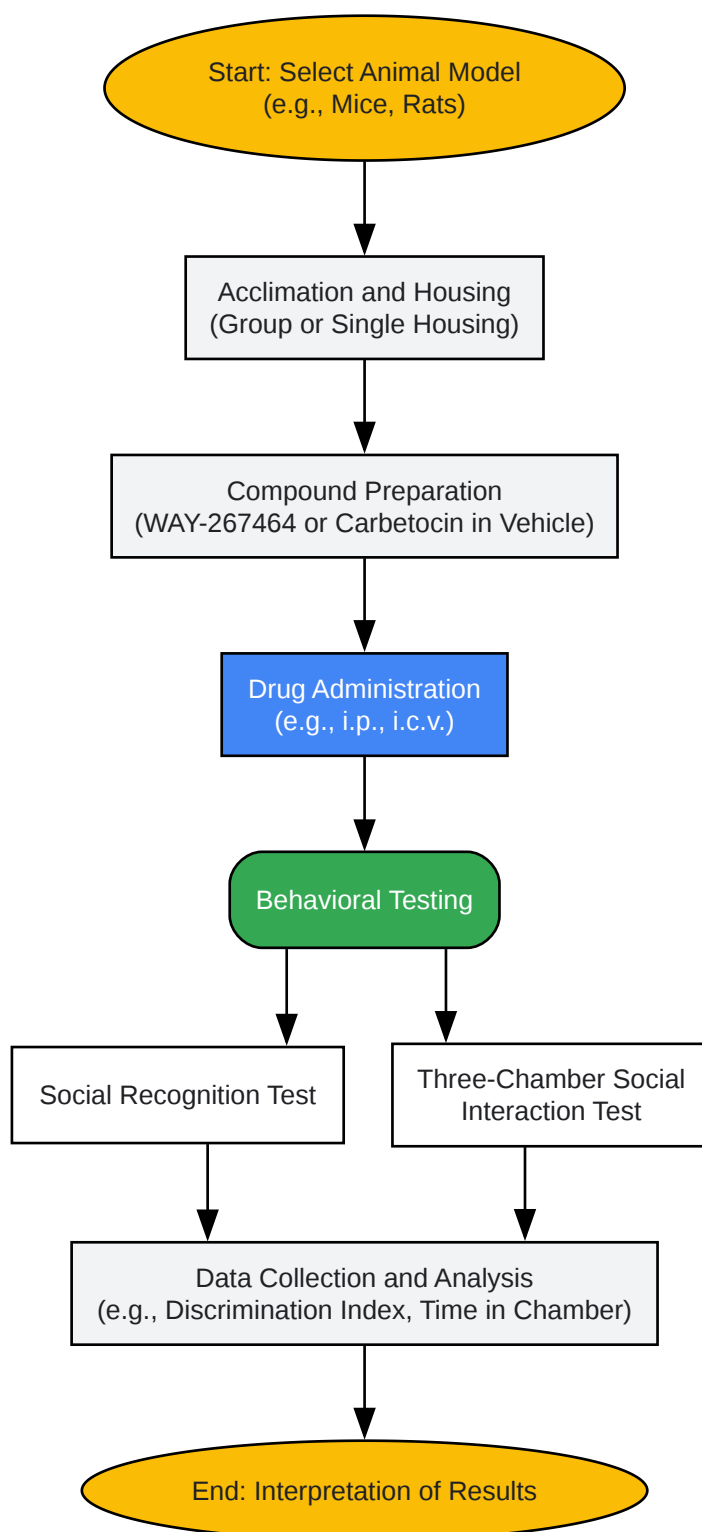 Start: Select Animal Model
(e.g., Mice, Rats)
Acclimation and Housing
(Group or Single Housing)
Compound Preparation
(WAY-267464 or Carbetocin in Vehicle)
Drug Administration
(e.g., i.p., i.c.v.)
Behavioral Testing
Social Recognition Test
Three-Chamber Social
Interaction Test
Data Collection and Analysis
(e.g., Discrimination Index, Time in Chamber)
End: Interpretation of Results